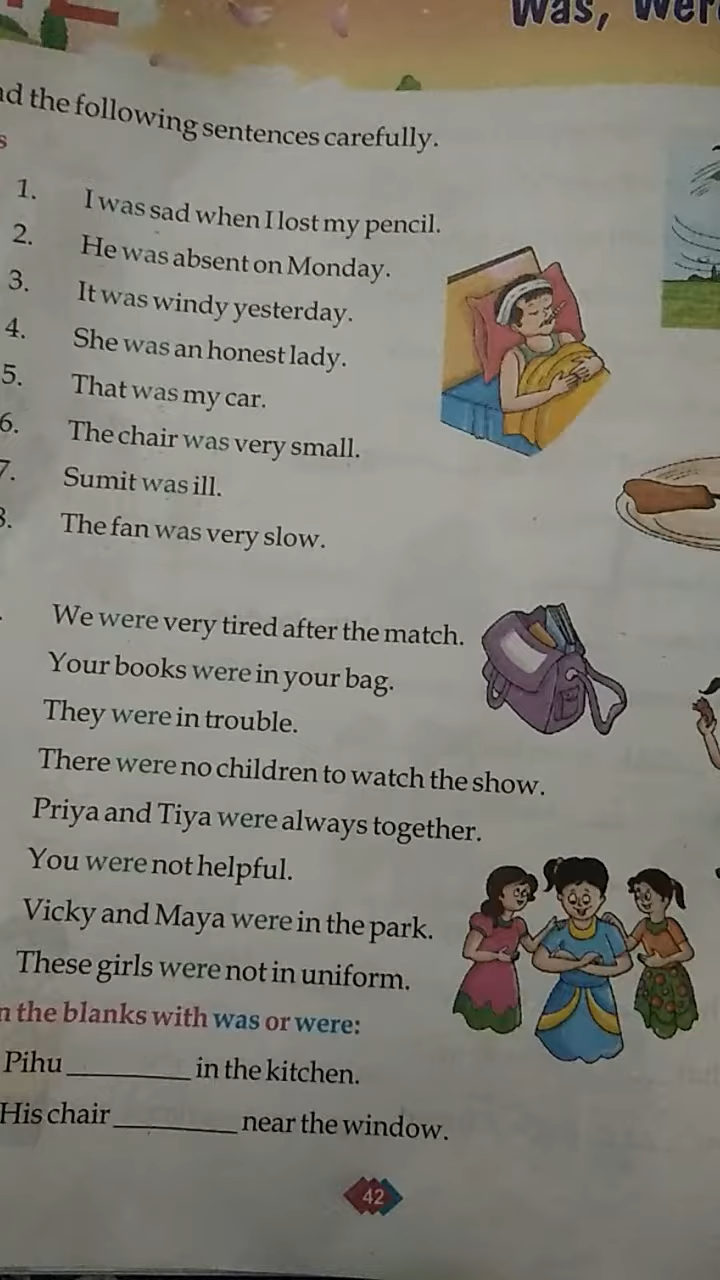 Was,
the following sentences carefully.
1. I was sad when I lost my pencil.
2. He was absent on Monday.
3. It was windy yesterday.
4. She was an honest lady.
5. That was my car.
6. The chair was very small.
7. Sumit was ill.
The fan was very slow.
We were very tired after the match.
Your books were in your bag.
They were in trouble.
There were no children to watch the show.
Priya and Tiya were always together.
You were not helpful.
Vicky and Maya were in the park.
These girls were not in uniform.
the blanks with was or were:
Pihu __________ in the kitchen.
His chair __________ near the window.
42